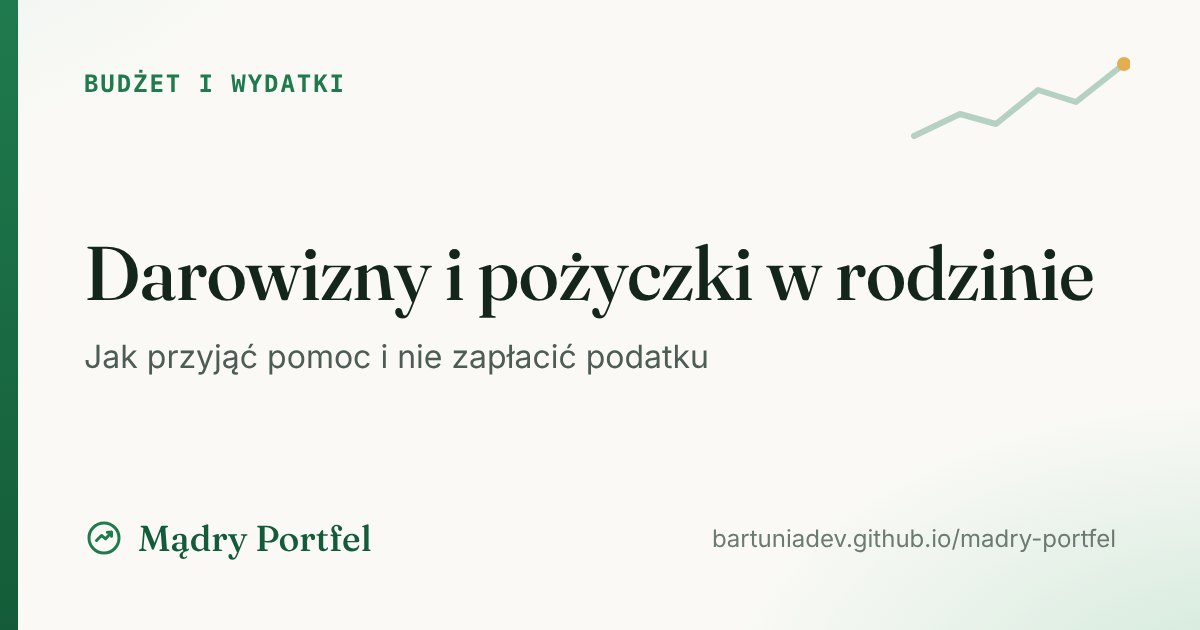 BUDŻET I WYDATKI
Darowizny i pożyczki w rodzinie
Jak przyjąć pomoc i nie zapłacić podatku
Mądry Portfel
bartuniadev.github.io/madry-portfel